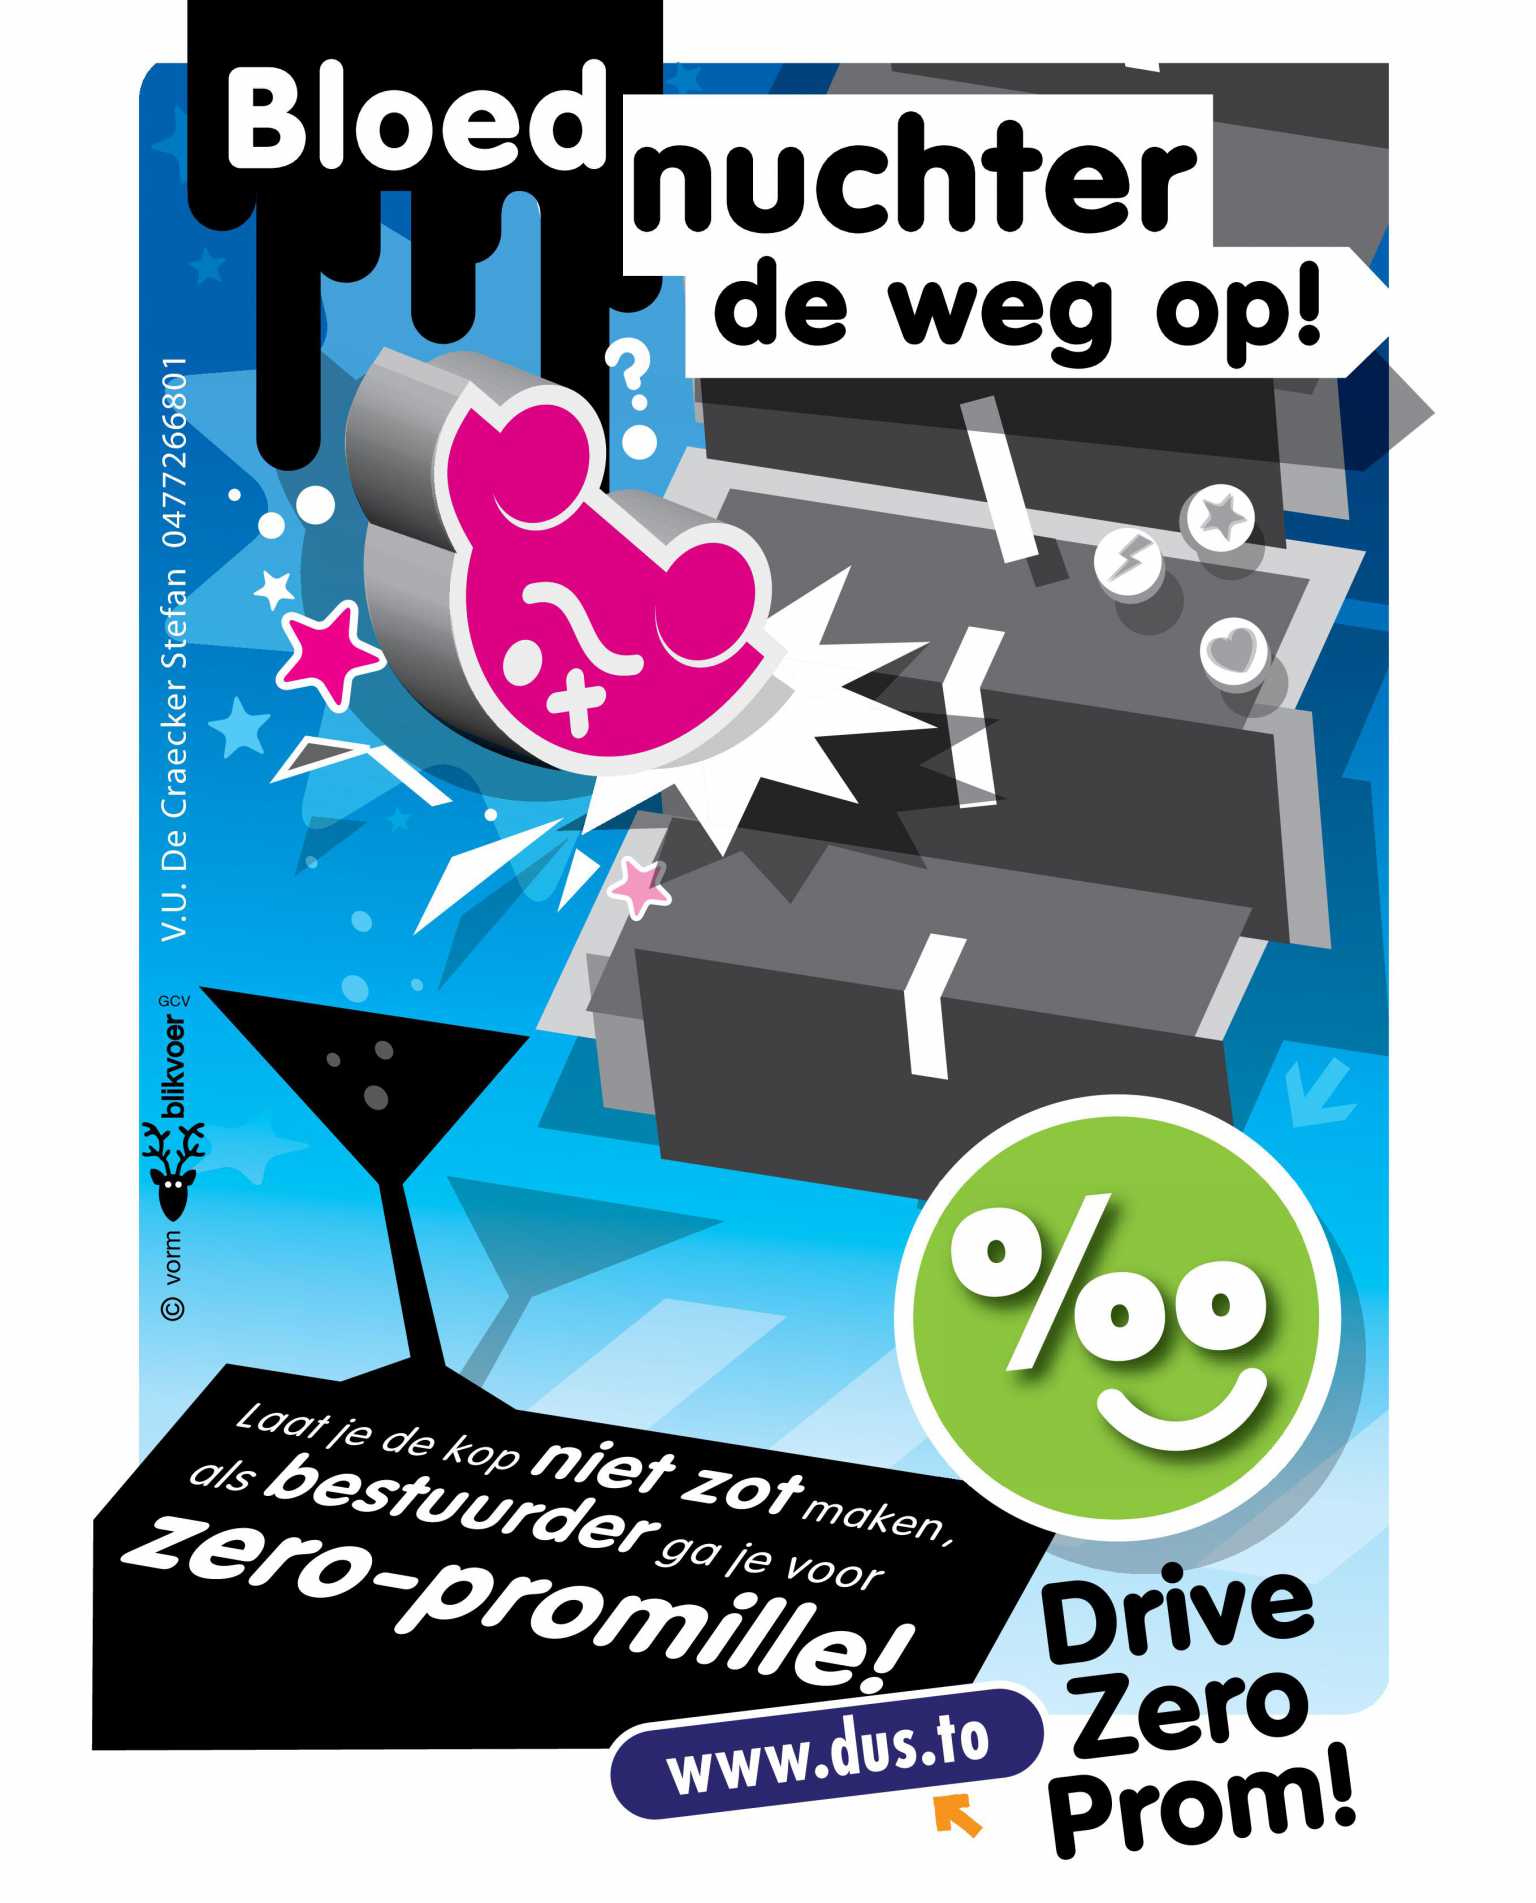 Bloed
nuchter
de weg op!
V.U. De Craecker Stefan 0477266801
© vorm blikvoer GCV
%00
Laat je de kop niet zot maken,
als bestuurder ga je voor
zero-promille!
www.dus.to
Drive
Zero
Prom!